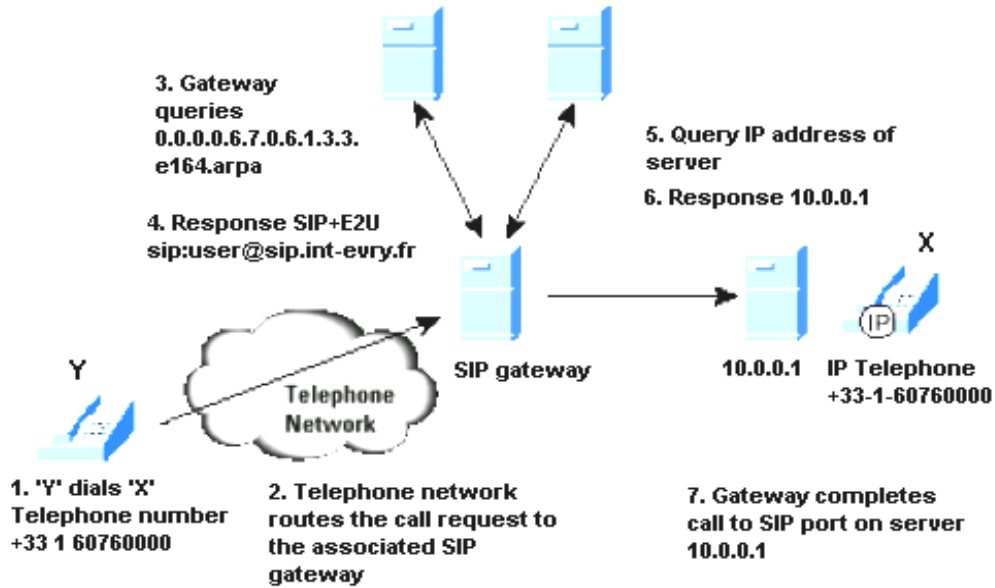 3. Gateway
queries
0.0.0.0.6.7.0.6.1.3.3.
e164.arpa
4. Response SIP+E2U
sip:user@sip.int-evry.fr
5. Query IP address of
server
6. Response 10.0.0.1
X
IP
Y
Telephone
Network
SIP gateway
10.0.0.1
IP Telephone
+33-1-60760000
1. 'Y' dials 'X'
Telephone number
+33 1 60760000
2. Telephone network
routes the call request to
the associated SIP
gateway
7. Gateway completes
call to SIP port on server
10.0.0.1